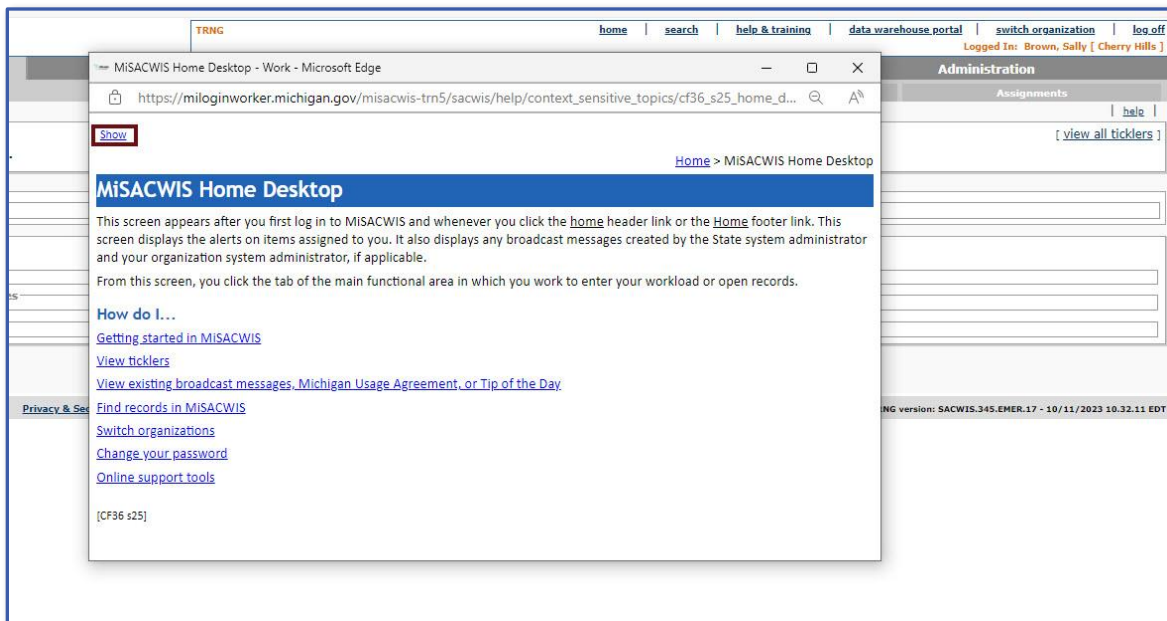 TRNG
home | search | help & training | data warehouse portal | switch organization | log off
Logged In: Brown, Sally [ Cherry Hills ]
MiSACWIS Home Desktop - Work - Microsoft Edge
Administration
https://miloginworker.michigan.gov/misacwis-trn5/sacwis/help/context_sensitive_topics/cf36_s25_home_d...
Assignments
| help |
Show
[ view all ticklers ]
Home > MiSACWIS Home Desktop
MiSACWIS Home Desktop
This screen appears after you first log in to MiSACWIS and whenever you click the home header link or the Home footer link. This
screen displays the alerts on items assigned to you. It also displays any broadcast messages created by the State system administrator
and your organization system administrator, if applicable.
From this screen, you click the tab of the main functional area in which you work to enter your workload or open records.
How do I...
Getting started in MiSACWIS
View ticklers
View existing broadcast messages, Michigan Usage Agreement, or Tip of the Day
Privacy &
Find records in MiSACWIS
version: SACWIS.345.EMER.17 - 10/11/2023 10.32.11 EDT
Switch organizations
Change your password
Online support tools
[CF36 s25]